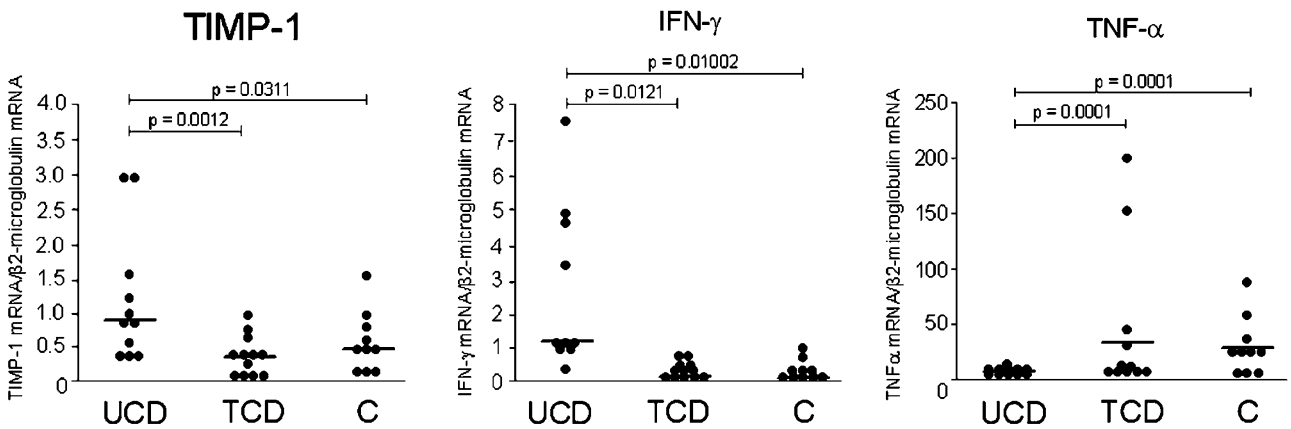 TIMP-1
TIMP-1 mRNA/β2-microglobulin mRNA
p = 0.0311
p = 0.0012
4.0
3.5
3.0
2.5
2.0
1.5
1.0
0.5
0
UCD TCD C
IFN-γ
IFN-γ mRNA/β2-microglobulin mRNA
p = 0.01002
p = 0.0121
8
7
6
5
4
3
2
1
0
UCD TCD C
TNF-α
TNFα mRNA/β2-microglobulin mRNA
p = 0.0001
p = 0.0001
250
200
150
100
50
0
UCD TCD C